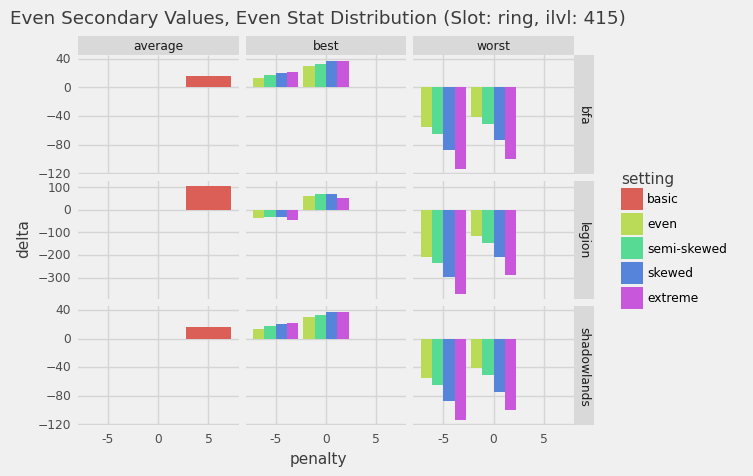 Even Secondary Values, Even Stat Distribution (Slot: ring, ilvl: 415)
average best worst
40
0
−40
−80
−120
bfa
100
0
−100
−200
−300
legion
40
0
−40
−80
−120
shadowlands
-5 0 5 -5 0 5 -5 0 5
penalty
delta
setting
basic
even
semi-skewed
skewed
extreme